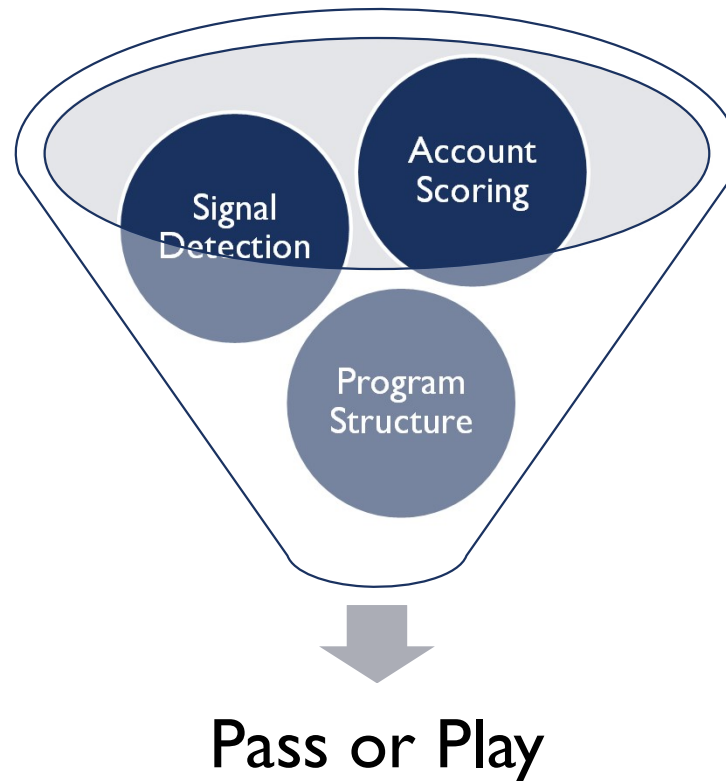 Account
Scoring
Signal
Detection
Program
Structure
Pass or Play